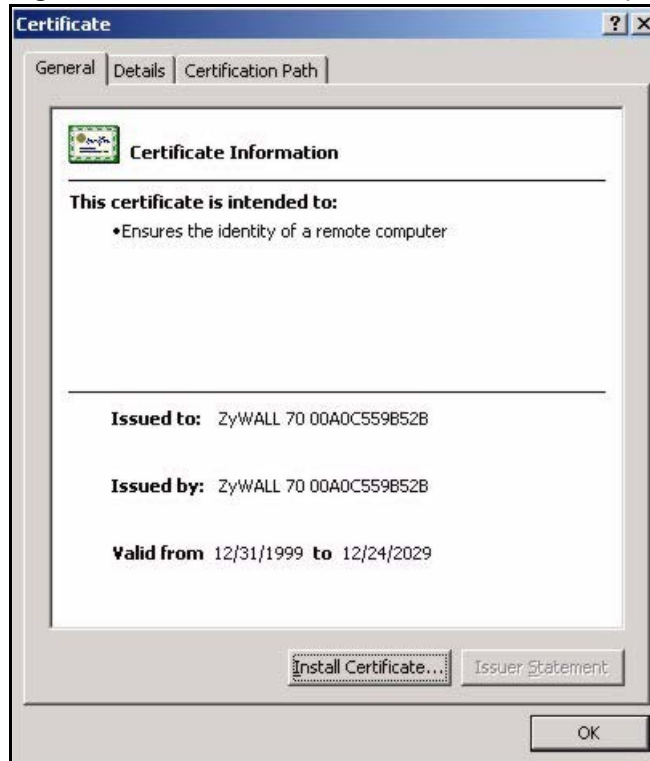 Certificate
General Details Certification Path
Certificate Information
This certificate is intended to:
•Ensures the identity of a remote computer
Issued to: ZyWALL 70 00A0C559B52B
Issued by: ZyWALL 70 00A0C559B52B
Valid from 12/31/1999 to 12/24/2029
Install Certificate... Issuer Statement
OK